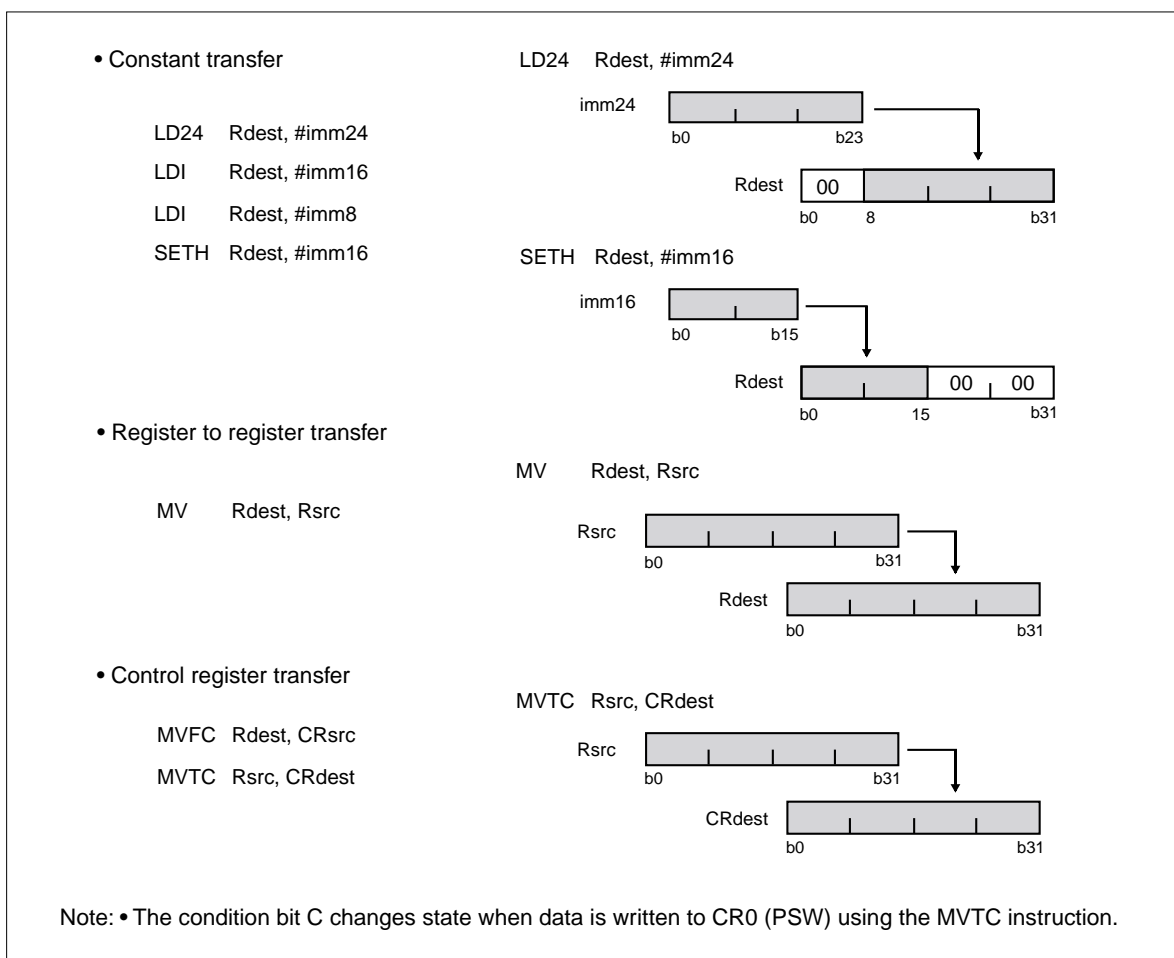 • Constant transfer
LD24 Rdest, #imm24
LDI Rdest, #imm16
LDI Rdest, #imm8
SETH Rdest, #imm16
LD24 Rdest, #imm24
imm24
b0 b23
Rdest 00
b0 8 b31
SETH Rdest, #imm16
imm16
b0 b15
Rdest 00 00
b0 15 b31
• Register to register transfer
MV Rdest, Rsrc
MV Rdest, Rsrc
Rsrc
b0 b31
Rdest
b0 b31
• Control register transfer
MVFC Rdest, CRsrc
MVTC Rsrc, CRdest
MVTC Rsrc, CRdest
Rsrc
b0 b31
CRdest
b0 b31
Note: • The condition bit C changes state when data is written to CR0 (PSW) using the MVTC instruction.